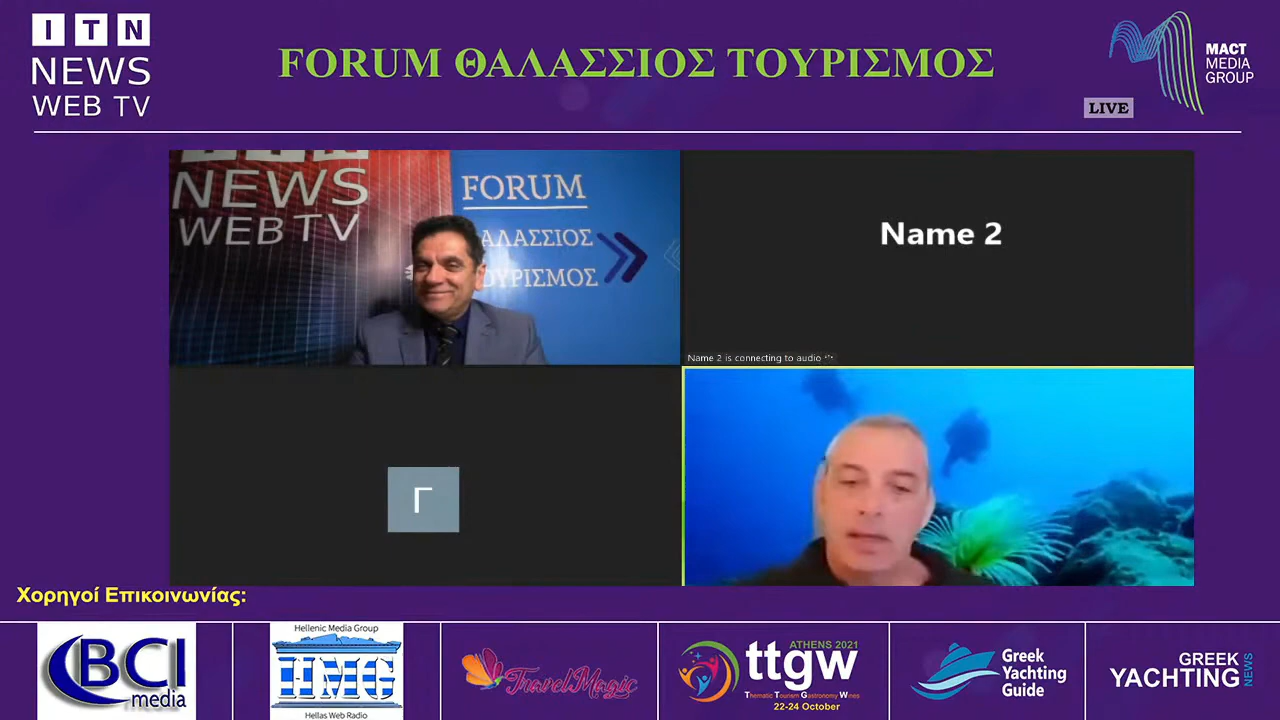 ITN
NEWS
WEB TV
FORUM ΘΑΛΑΣΣΙΟΣ ΤΟΥΡΙΣΜΟΣ
MACT
MEDIA
GROUP
LIVE
NEWS
WEBTV
FORUM
ΑΛΑΣΣΙΟΣ
ΟΥΡΙΣΜΟΣ
Name 2
Name 2 is connecting to audio
Γ
Χορηγοί Επικοινωνίας:
BCI
media
Hellenic Media Group
HMG
Hellas Web Radio
TravelMagic
ATHENS 2021
ttgw
Thematic Tourism Gastronomy Wines
22-24 October
Greek
Yachting
Guide
GREEK
YACHTING
NEWS